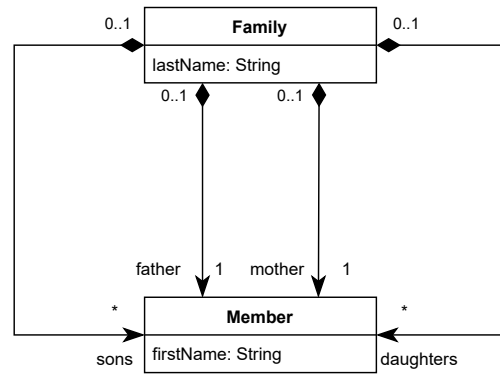 0..1
Family
0..1
lastName: String
0..1
0..1
father
1
mother
1
*
Member
*
sons
firstName: String
daughters